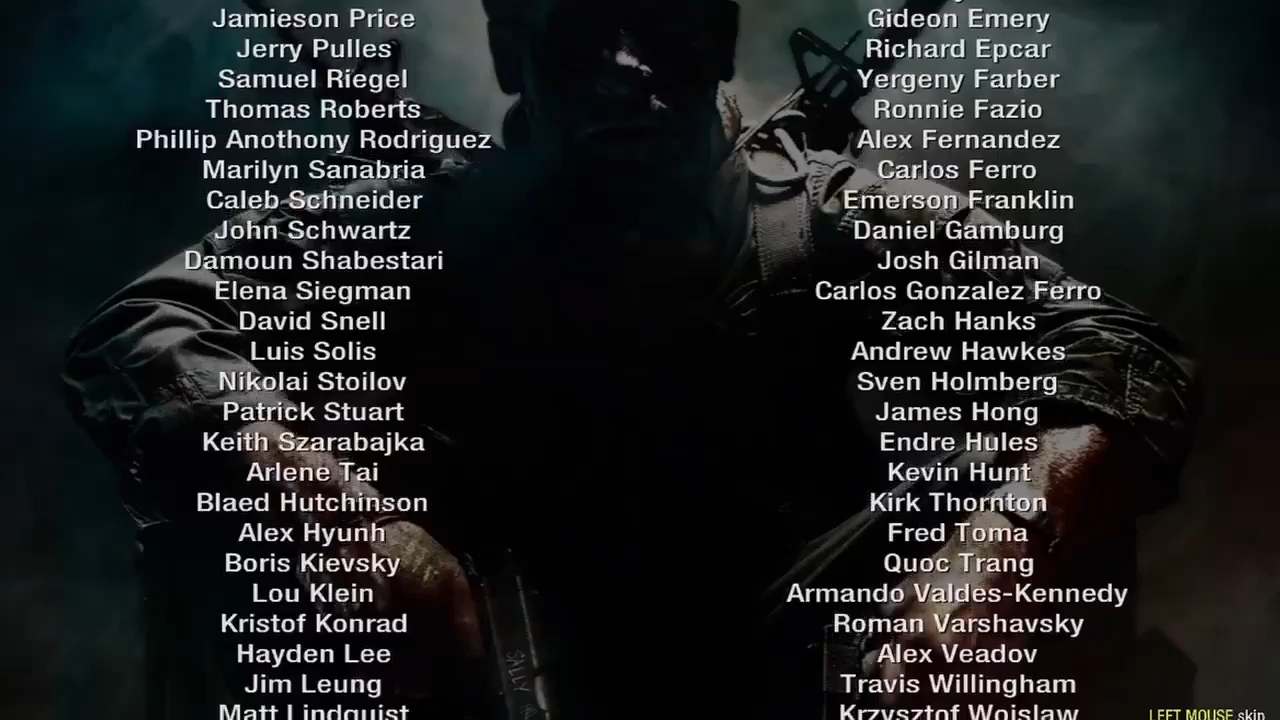 Jamieson Price
Jerry Pulles
Samuel Riegel
Thomas Roberts
Phillip Anothony Rodriguez
Marilyn Sanabria
Caleb Schneider
John Schwartz
Damoun Shabestari
Elena Siegman
David Snell
Luis Solis
Nikolai Stoilov
Patrick Stuart
Keith Szarabajka
Arlene Tai
Blaed Hutchinson
Alex Hyunh
Boris Kievsky
Lou Klein
Kristof Konrad
Hayden Lee
Jim Leung
Matt Lindquist
Gideon Emery
Richard Epcar
Yergeny Farber
Ronnie Fazio
Alex Fernandez
Carlos Ferro
Emerson Franklin
Daniel Gamburg
Josh Gilman
Carlos Gonzalez Ferro
Zach Hanks
Andrew Hawkes
Sven Holmberg
James Hong
Endre Hules
Kevin Hunt
Kirk Thornton
Fred Toma
Quoc Trang
Armando Valdes-Kennedy
Roman Varshavsky
Alex Veadov
Travis Willingham
Krzysztof Wojslaw
SALLY
LEFT MOUSE skip